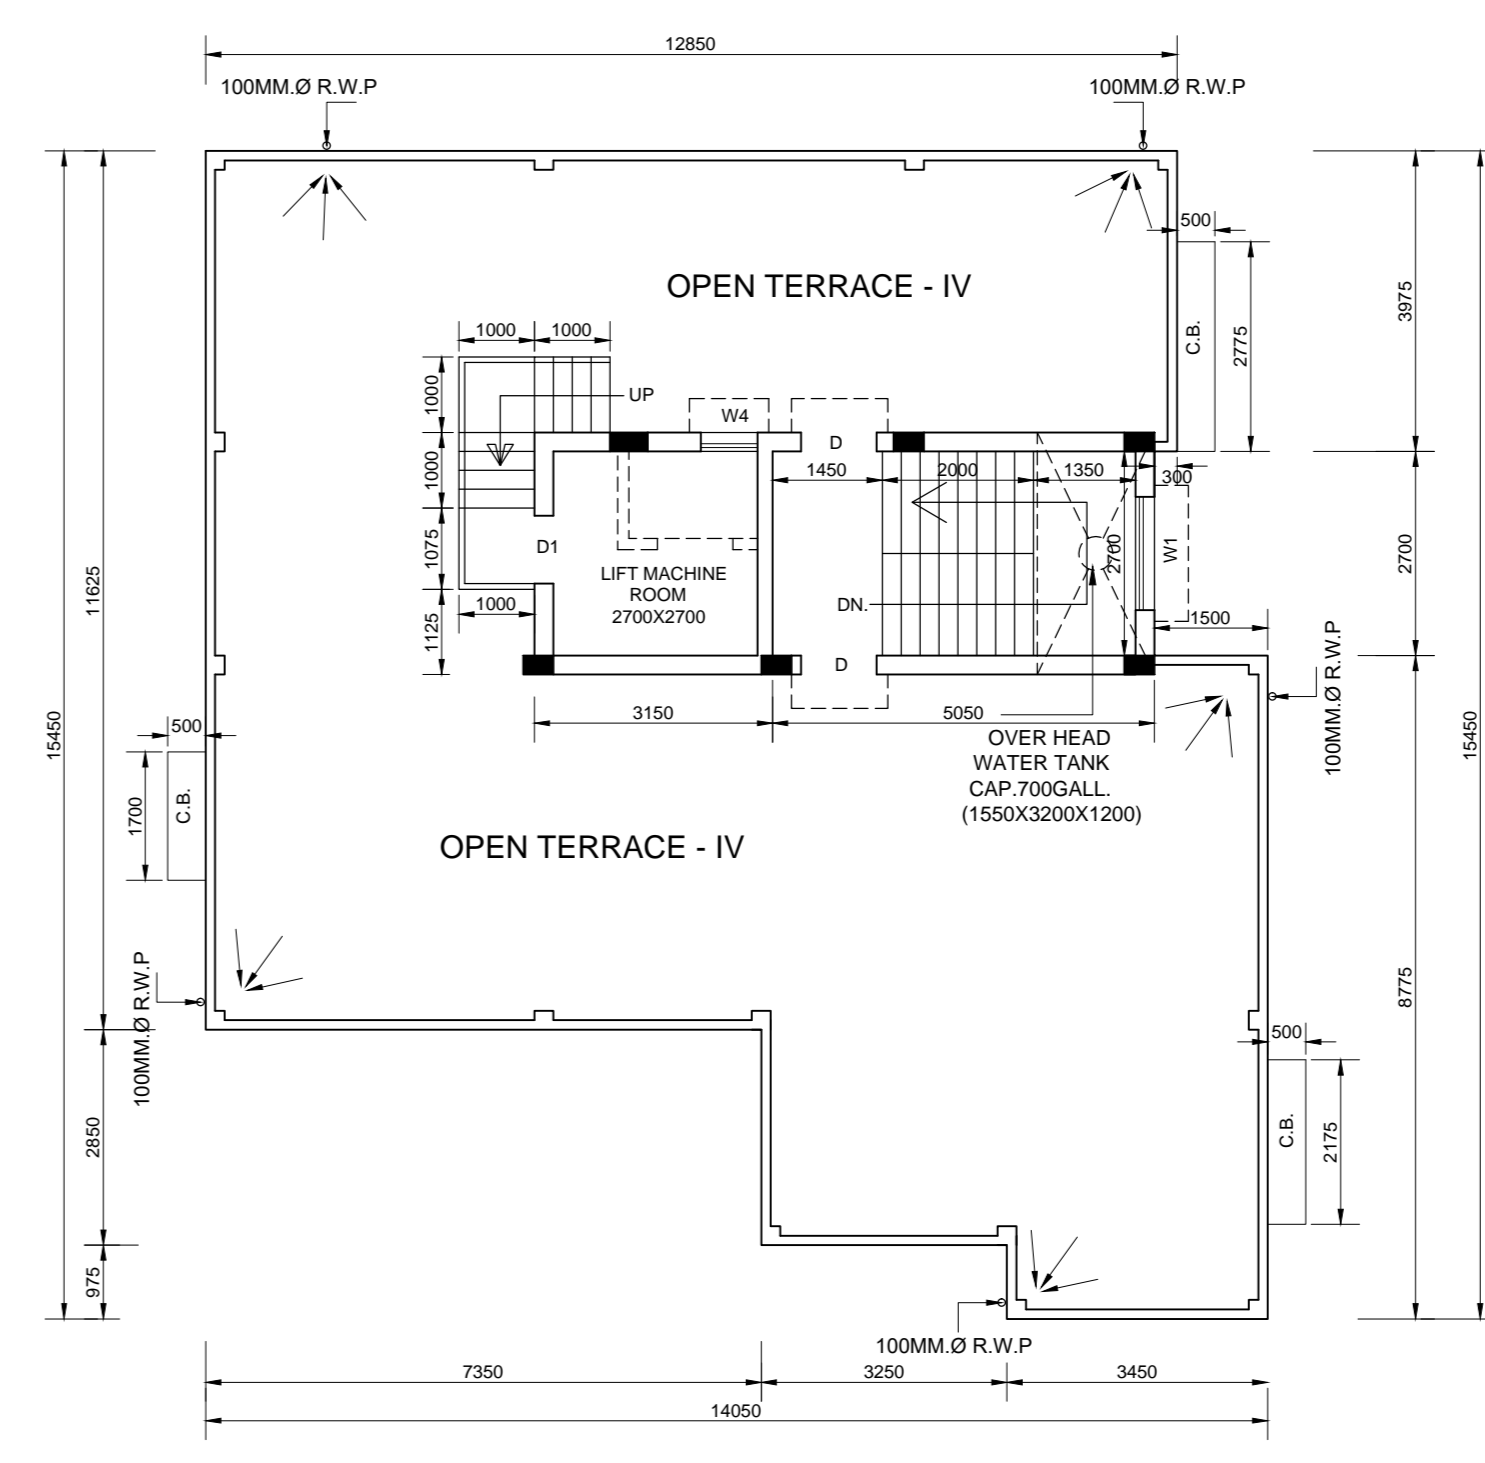 12850
100MM.Ø R.W.P
100MM.Ø R.W.P
500
OPEN TERRACE - IV
3975
C.B.
2775
1000
1000
1000
UP
W4
D
1450
2000
1350
300
1000
D1
2700
W1
2700
11625
1075
LIFT MACHINE
ROOM
2700X2700
DN.
1000
1125
1500
D
100MM.Ø R.W.P
3150
5050
15450
15450
500
OVER HEAD
WATER TANK
CAP.700GALL.
(1550X3200X1200)
1700
C.B.
OPEN TERRACE - IV
100MM.Ø R.W.P
8775
500
C.B.
2175
2850
975
100MM.Ø R.W.P
7350
3250
3450
14050